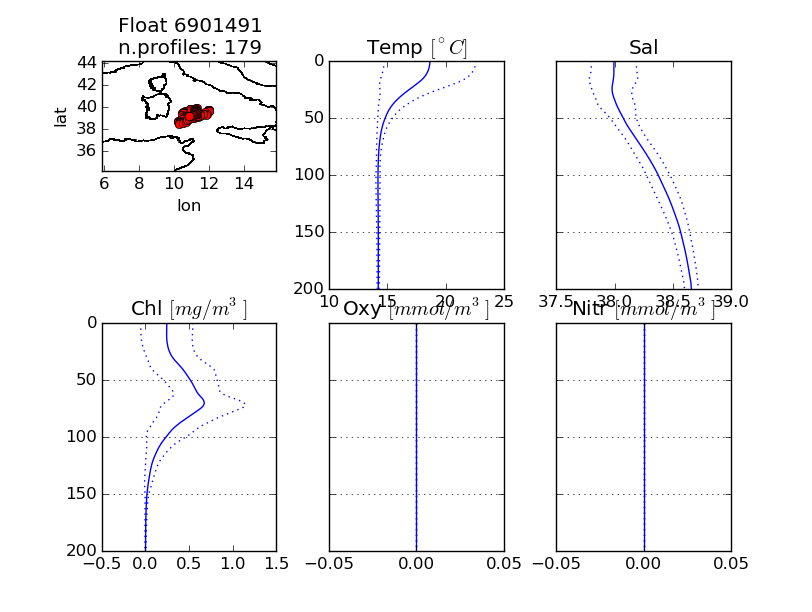 Float 6901491
n.profiles: 179
Temp [°C]
Sal
44
42
40
38
36
lat
6 8 10 12 14
lon
0
50
100
150
200
10 15 20 25
37.5 38.0 38.5 39.0
Chl [mg/m³]
Oxy [mmol/m³]
Nitr [mmol/m³]
0
50
100
150
200
−0.5 0.0 0.5 1.0 1.5
−0.05 0.00 0.05
−0.05 0.00 0.05